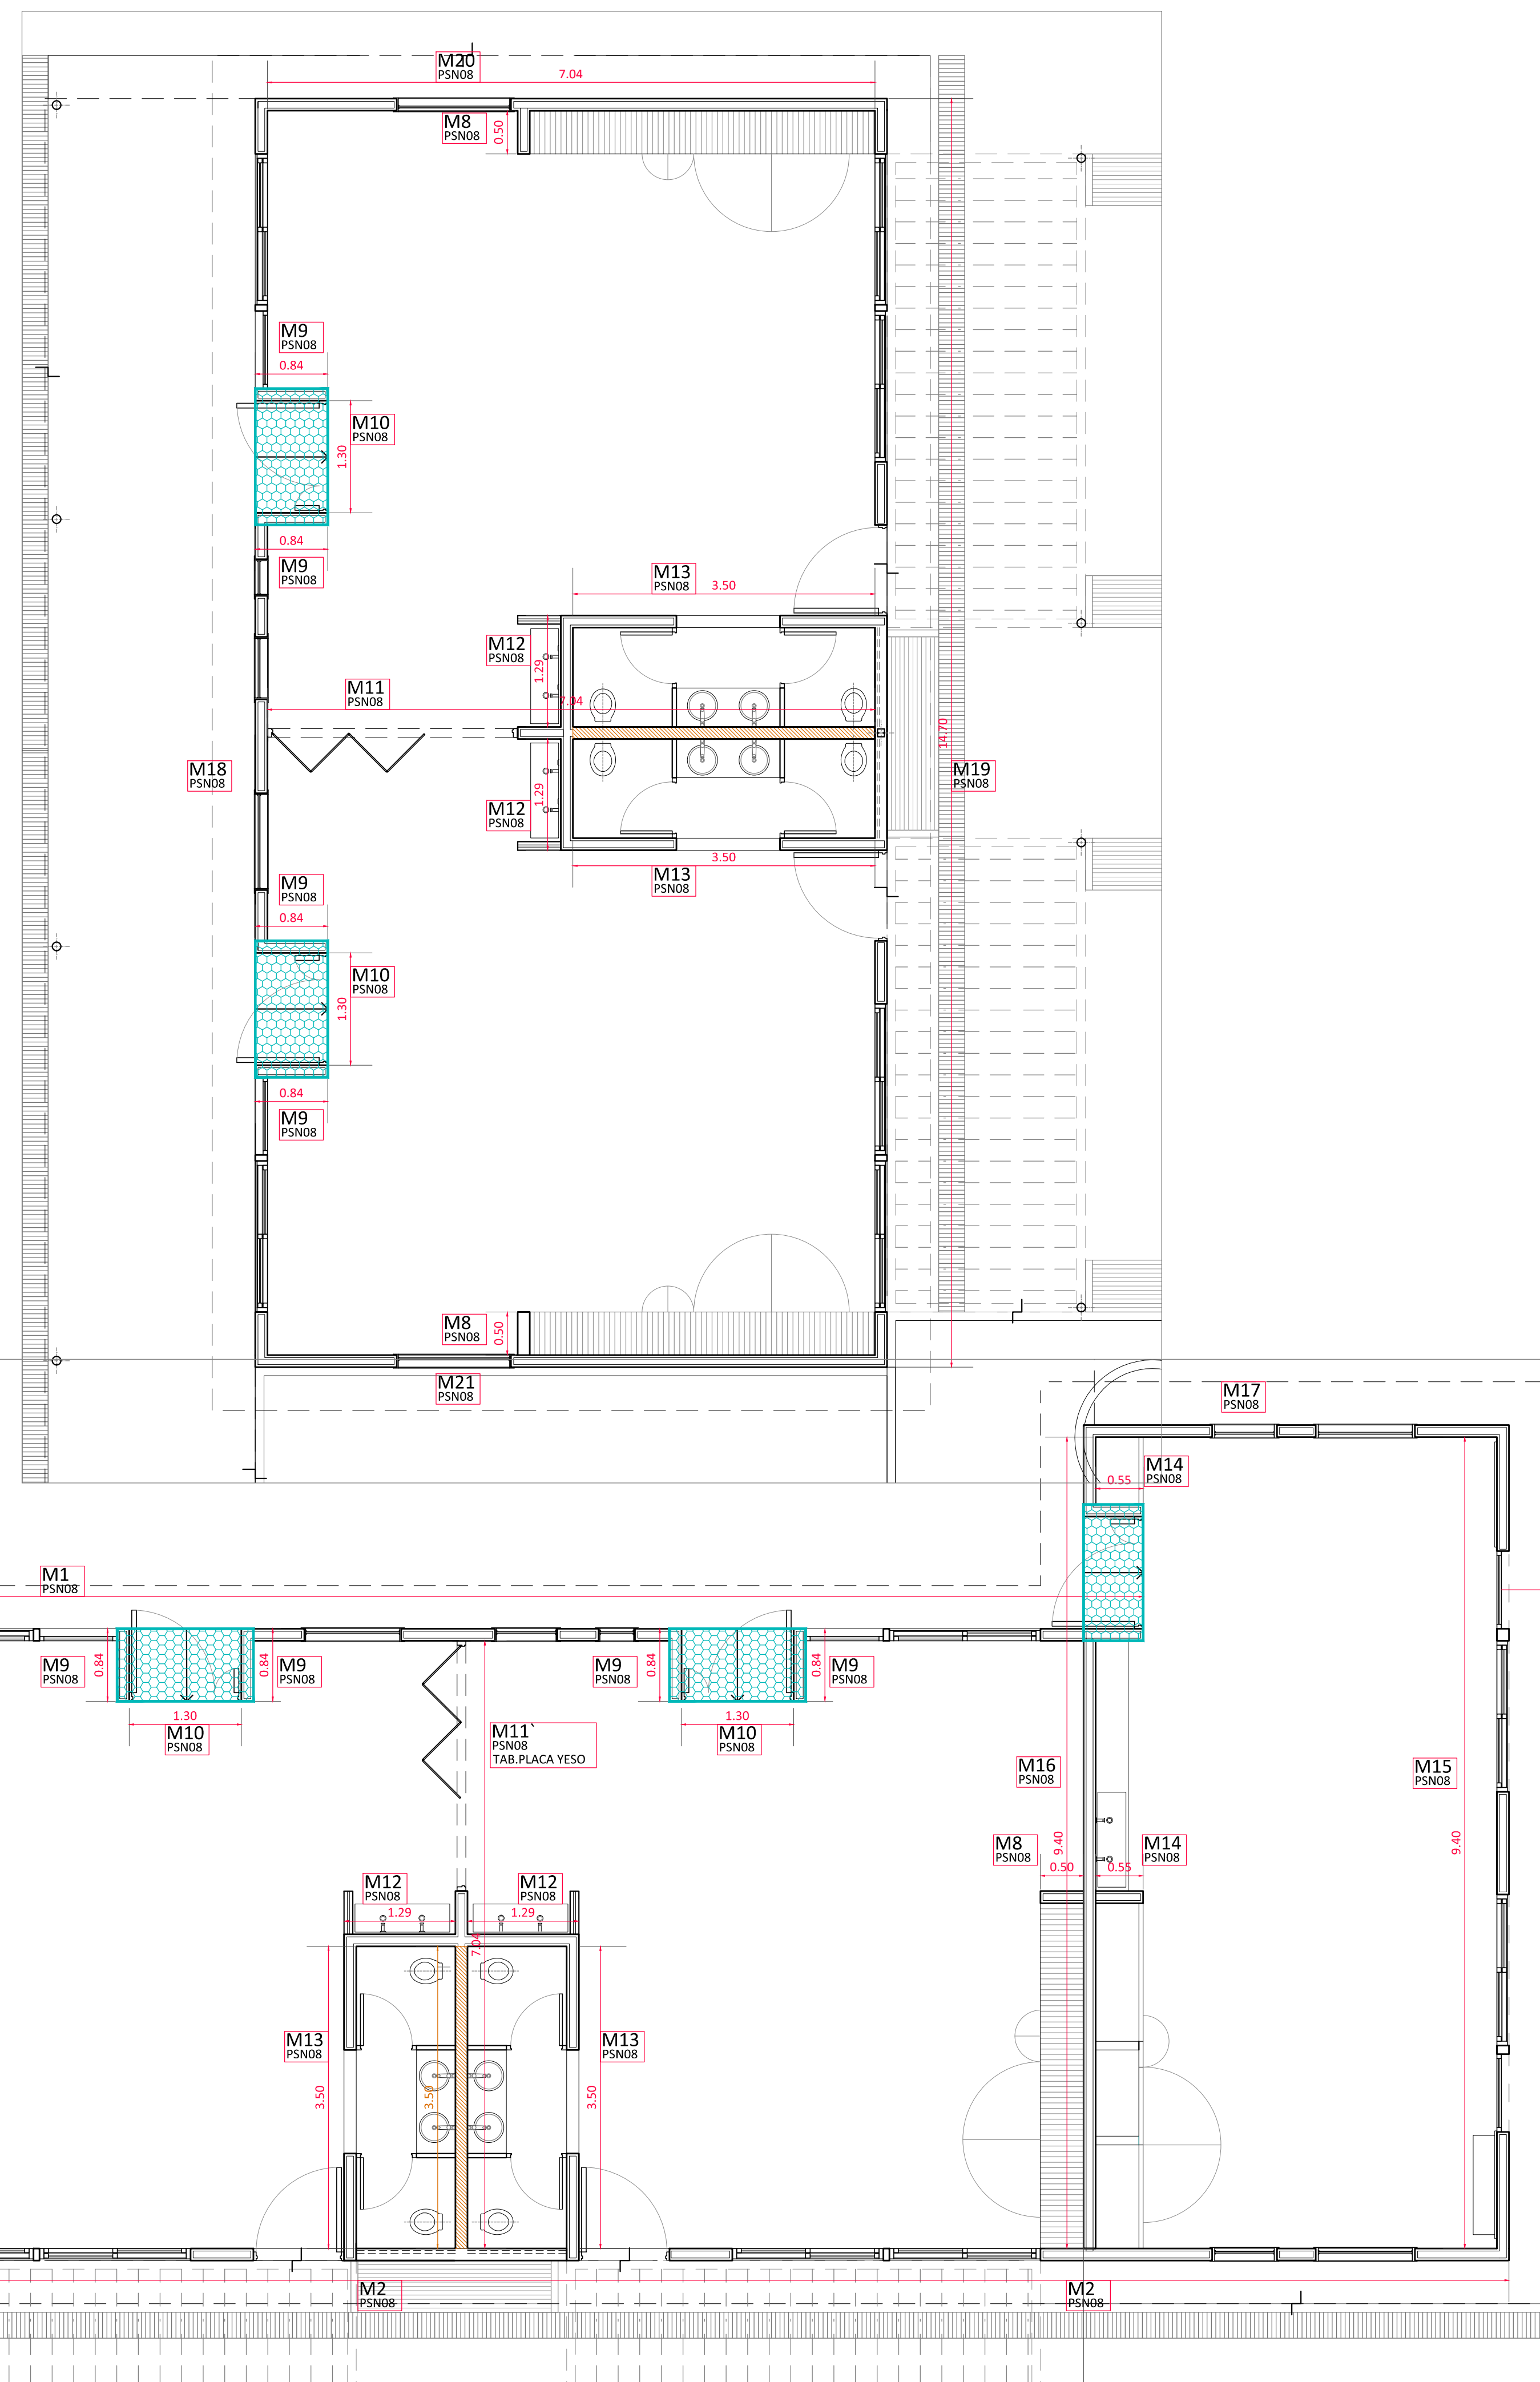 M20
PSN08
7.04
M8
PSN08
0.50
M9
PSN08
0.84
M10
PSN08
1.30
0.84
M9
PSN08
M13
PSN08
3.50
M12
PSN08
1.29
M11
PSN08
7.04
14.70
M18
PSN08
M19
PSN08
M12
PSN08
1.29
3.50
M13
PSN08
M9
PSN08
0.84
M10
PSN08
1.30
0.84
M9
PSN08
M8
PSN08
0.50
M21
PSN08
M17
PSN08
M14
PSN08
0.55
M1
PSN08
M9
PSN08
0.84
0.84
M9
PSN08
M9
PSN08
0.84
0.84
M9
PSN08
1.30
M10
PSN08
M11`
PSN08
TAB.PLACA YESO
1.30
M10
PSN08
M16
PSN08
M15
PSN08
9.40
9.40
M8
PSN08
0.50
0.55
M14
PSN08
M12
PSN08
1.29
M12
PSN08
1.29
7.04
M13
PSN08
3.50
3.50
M13
PSN08
3.50
M2
PSN08
M2
PSN08